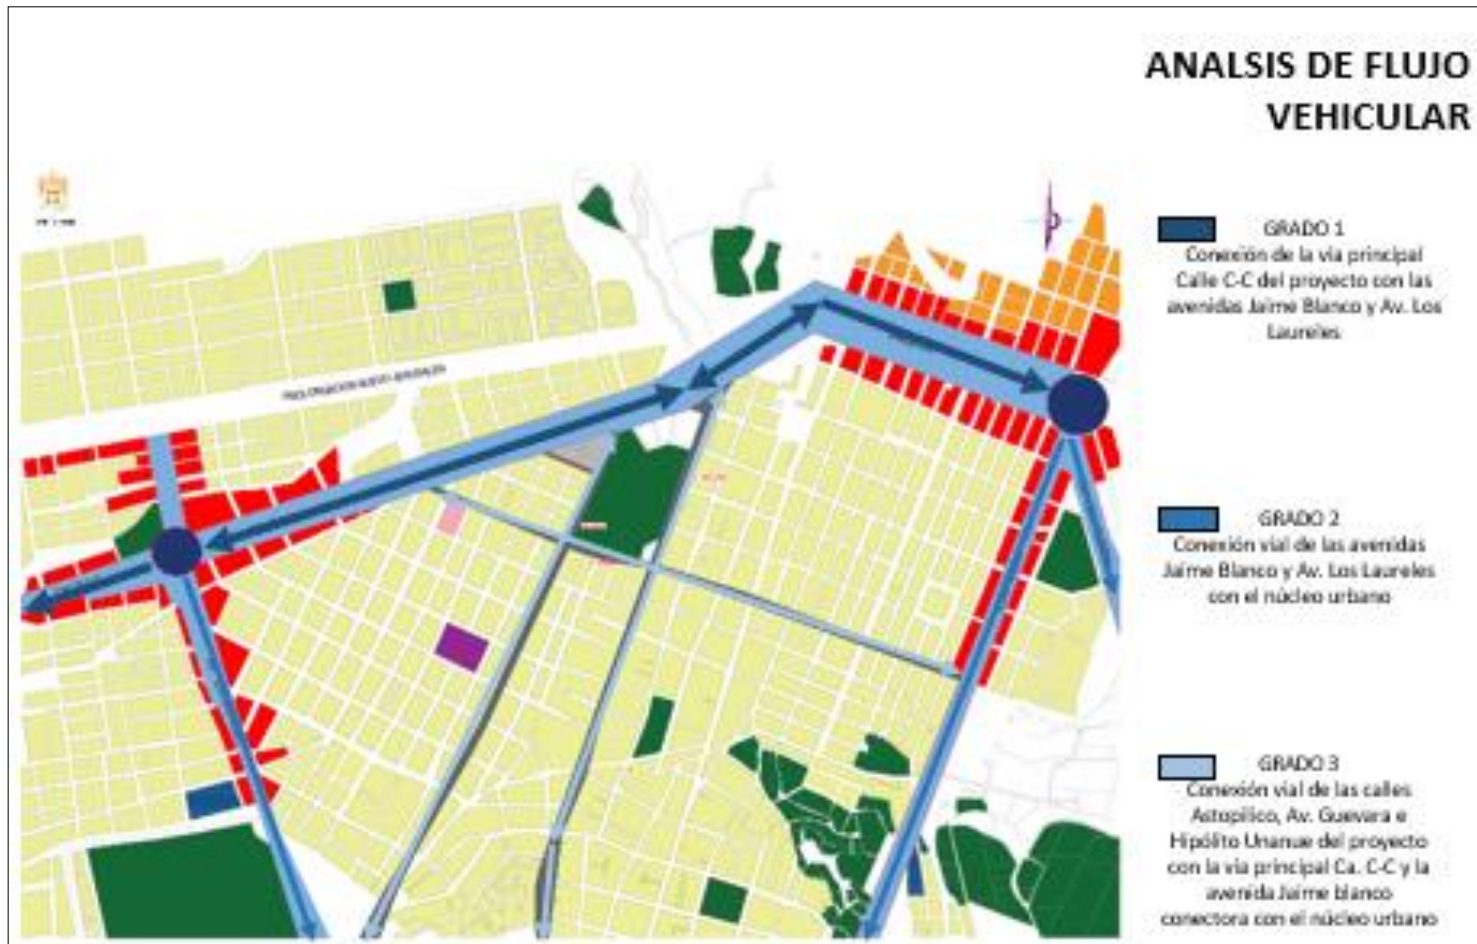 ANALSIS DE FLUJO
VEHICULAR
GRADO 1
Conexión de la via principal
Calle C-C del proyecto con las
avenidas Jaime Blanco y Av. Los
Laureles
GRADO 2
Conexión vial de las avenidas
Jaime Blanco y Av. Los Laureles
con el núcleo urbano
GRADO 3
Conexión vial de las calles
Astopilico, Av. Guevara e
Hipólito Unanue del proyecto
con la via principal Ca. C-C y la
avenida Jaime blanco
conectora con el núcleo urbano